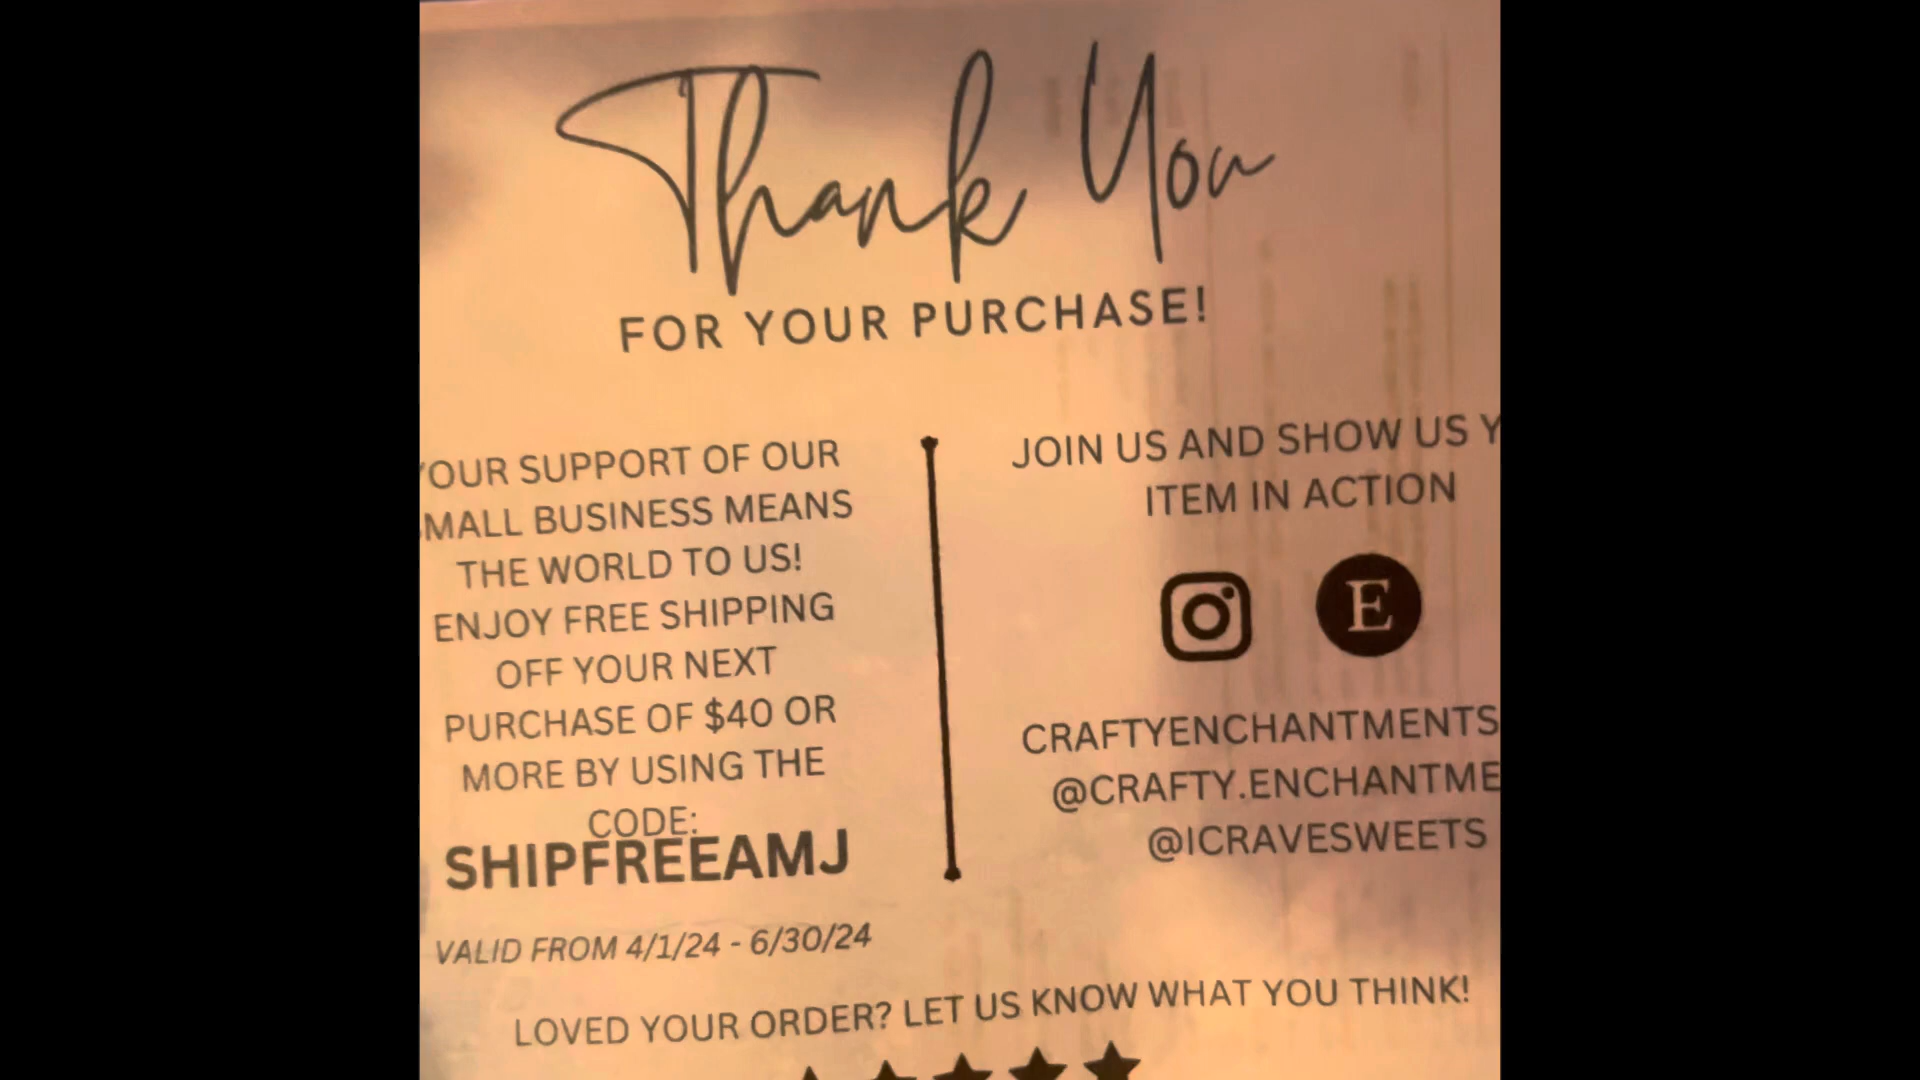 Thank You
FOR YOUR PURCHASE!
YOUR SUPPORT OF OUR
SMALL BUSINESS MEANS
THE WORLD TO US!
ENJOY FREE SHIPPING
OFF YOUR NEXT
PURCHASE OF $40 OR
MORE BY USING THE
CODE:
SHIPFREEAMJ
VALID FROM 4/1/24 - 6/30/24
JOIN US AND SHOW US Y
ITEM IN ACTION
E
CRAFTYENCHANTMENTS
@CRAFTY.ENCHANTME
@ICRAVESWEETS
LOVED YOUR ORDER? LET US KNOW WHAT YOU THINK!